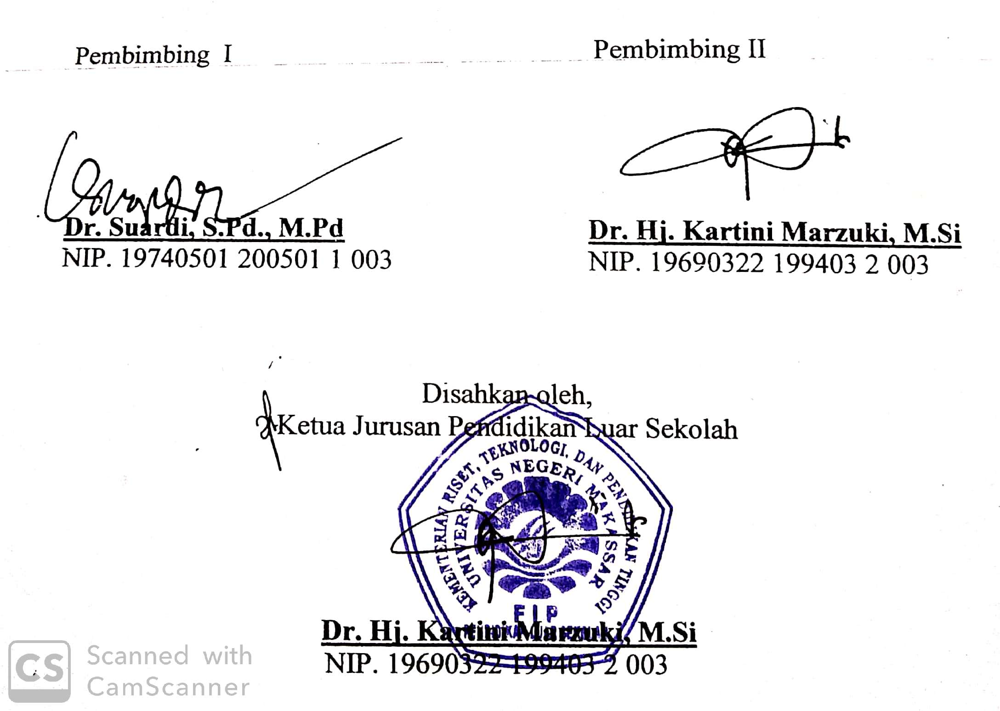 Pembimbing I
Pembimbing II
Dr. Suardi, S.Pd., M.Pd
NIP. 19740501 200501 1 003
Dr. Hj. Kartini Marzuki, M.Si
NIP. 19690322 199403 2 003
Disahkan oleh,
Ketua Jurusan Pendidikan Luar Sekolah
KEMENTERIAN RISET, TEKNOLOGI, DAN PENDIDIKAN TINGGI
UNIVERSITAS NEGERI MAKASSAR
FIP
Dr. Hj. Kartini Marzuki, M.Si
NIP. 19690322 199403 2 003
CS
Scanned with
CamScanner